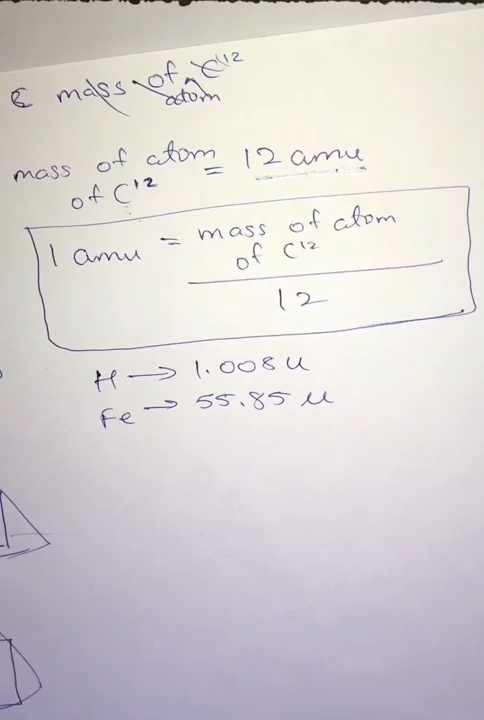 mass of C¹²
atom
mass of atom = 12 amu
of C¹²
1 amu = mass of atom
of C¹²
12
H → 1.008 u
Fe → 55.85 u